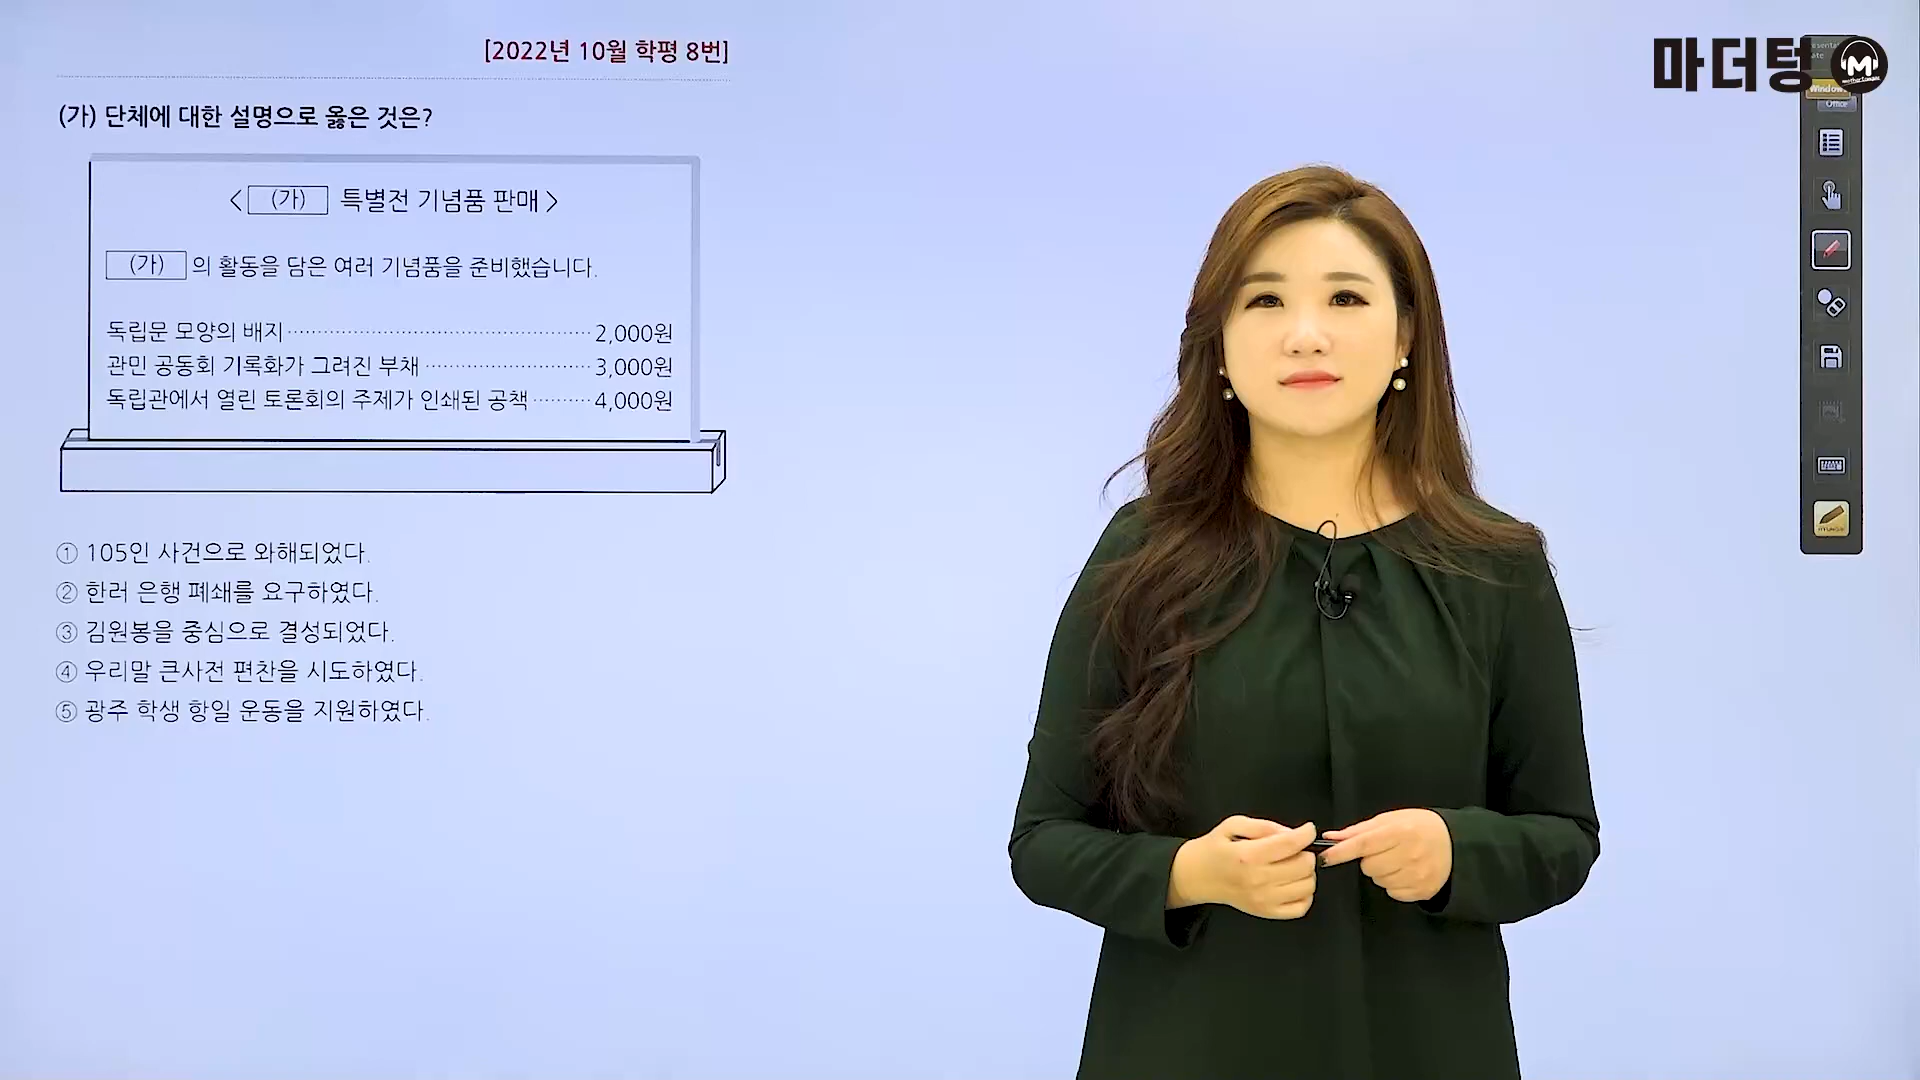 [2022년 10월 학평 8번]
(가) 단체에 대한 설명으로 옳은 것은?
< (가) 특별전 기념품 판매 >
(가) 의 활동을 담은 여러 기념품을 준비했습니다.
독립문 모양의 배지 2,000원
관민 공동회 기록화가 그려진 부채 3,000원
독립관에서 열린 토론회의 주제가 인쇄된 공책 4,000원
① 105인 사건으로 와해되었다.
② 한러 은행 폐쇄를 요구하였다.
③ 김원봉을 중심으로 결성되었다.
④ 우리말 큰사전 편찬을 시도하였다.
⑤ 광주 학생 항일 운동을 지원하였다.
마더텅
M
Windows
Office